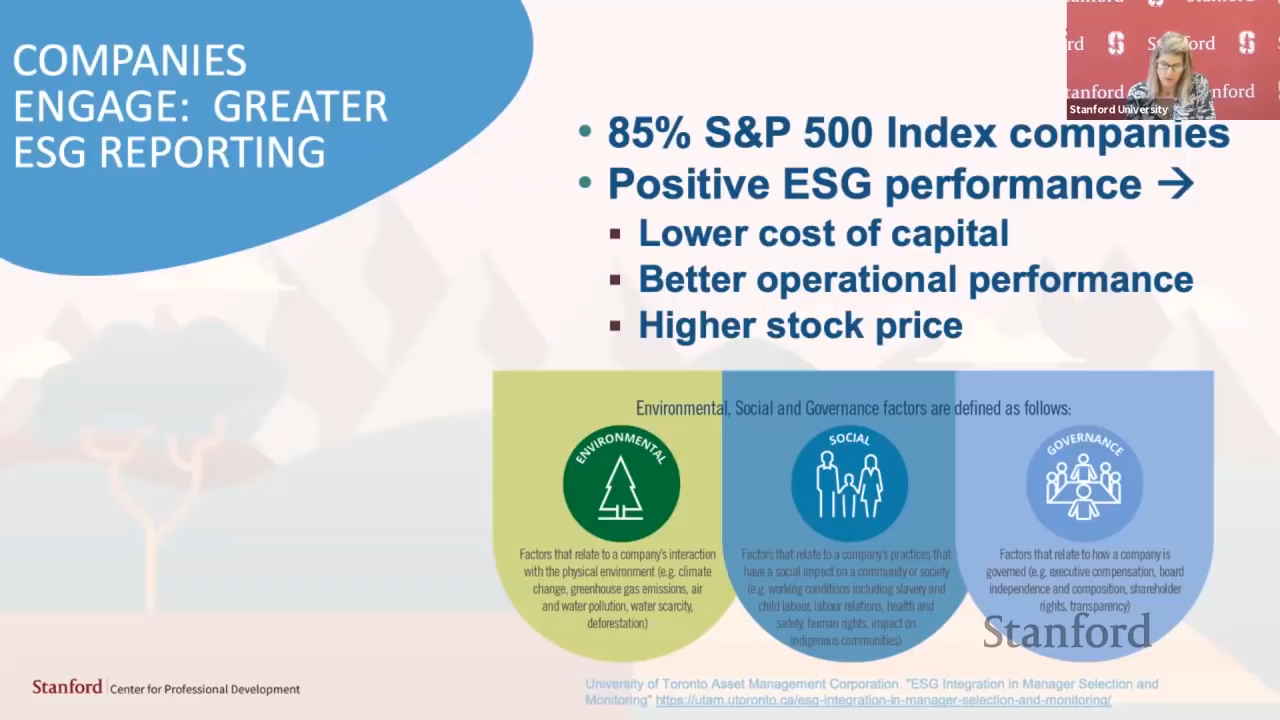 COMPANIES
ENGAGE: GREATER
ESG REPORTING
Stanford
Stanford
rd
Stanford
Stanford
nford
Stanford University
• 85% S&P 500 Index companies
• Positive ESG performance →
▪ Lower cost of capital
▪ Better operational performance
▪ Higher stock price
Environmental, Social and Governance factors are defined as follows:
ENVIRONMENTAL
SOCIAL
GOVERNANCE
Factors that relate to a company's interaction
with the physical environment (e.g. climate
change, greenhouse gas emissions, air
and water pollution, water scarcity,
deforestation)
Factors that relate to a company's practices that
have a social impact on a community or society
(e.g. working conditions including slavery and
child labour, labour relations, health and
safety, human rights, impact on
indigenous communities)
Factors that relate to how a company is
governed (e.g. executive compensation, board
independence and composition, shareholder
rights, transparency)
Stanford
Stanford | Center for Professional Development
University of Toronto Asset Management Corporation. "ESG Integration in Manager Selection and
Monitoring" https://utam.utoronto.ca/esg-integration-in-manager-selection-and-monitoring/